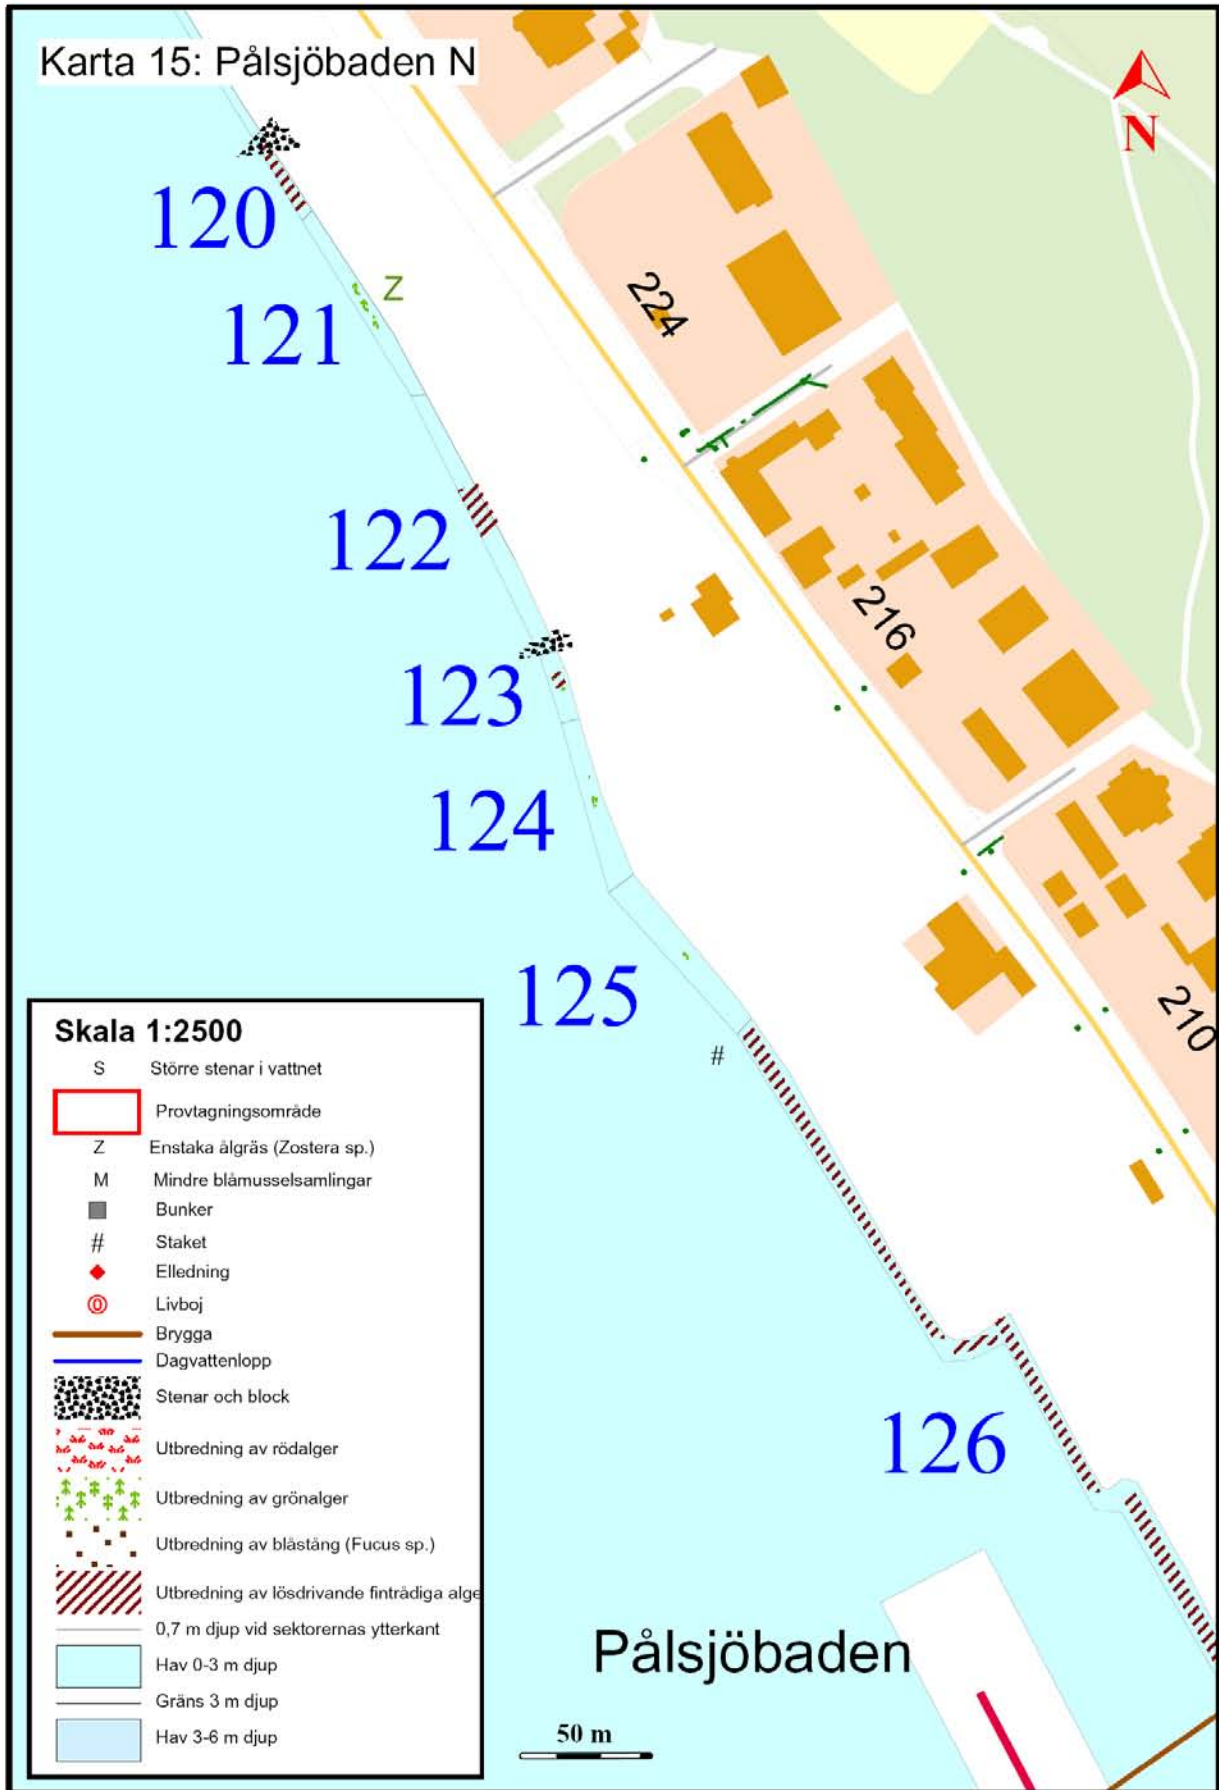 Karta 15: Pålsjöbaden N
N
120
Z
121
224
122
216
123
124
125
210
#
126
Skala 1:2500
S Större stenar i vattnet
Provtagningsområde
Z Enstaka ålgräs (Zostera sp.)
M Mindre blåmusselsamlingar
Bunker
# Staket
Elledning
Livboj
Brygga
Dagvattenlopp
Stenar och block
Utbredning av rödalger
Utbredning av grönalger
Utbredning av blåstång (Fucus sp.)
Utbredning av lösdrivande fintrådiga alge
0,7 m djup vid sektorernas ytterkant
Hav 0-3 m djup
Gräns 3 m djup
Hav 3-6 m djup
Pålsjöbaden
50 m